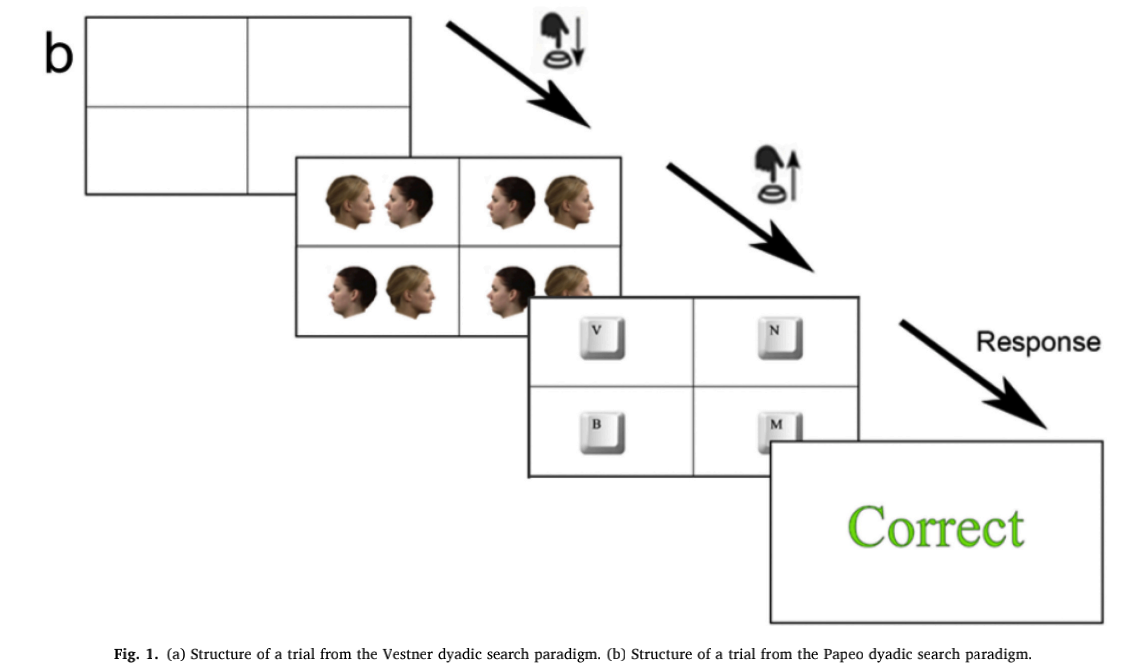 b
Response
V
N
B
M
Correct
Fig. 1. (a) Structure of a trial from the Vestner dyadic search paradigm. (b) Structure of a trial from the Papeo dyadic search paradigm.